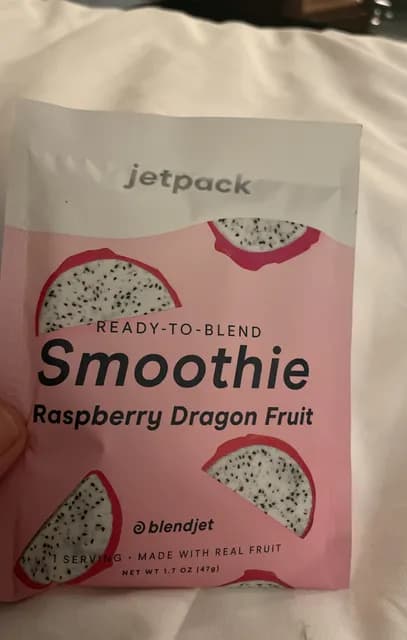 jetpack
READY-TO-BLEND
Smoothie
Raspberry Dragon Fruit
blendjet
1 SERVING · MADE WITH REAL FRUIT
NET WT 1.7 OZ (47g)